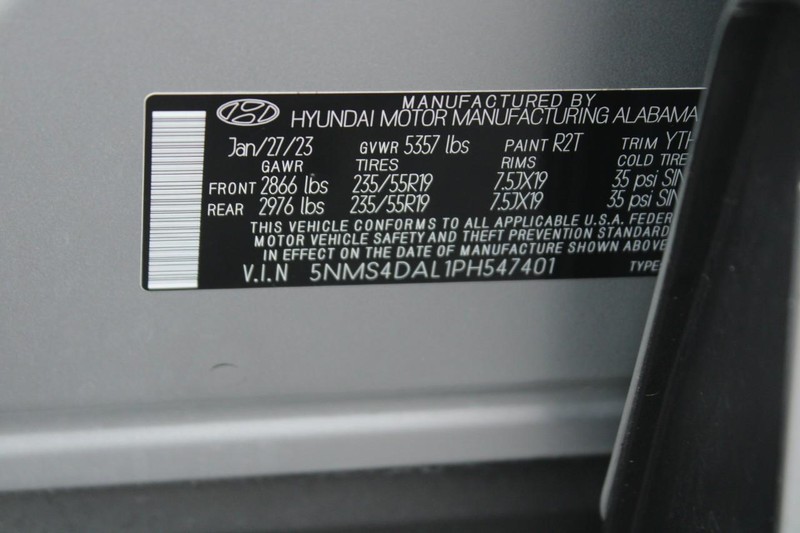 MANUFACTURED BY
HYUNDAI MOTOR MANUFACTURING ALABAMA
Jan/27/23 GVWR 5357 lbs PAINT R2T TRIM
GAWR TIRES RIMS COLD TIRE
FRONT 2866 lbs 235/55R19 7.5JX19 35 psi
REAR 2976 lbs 235/55R19 7.5JX19 35 psi
THIS VEHICLE CONFORMS TO ALL APPLICABLE U.S.A.
MOTOR VEHICLE SAFETY AND THEFT PREVENTION
IN EFFECT ON THE DATE OF MANUFACTURE SHOWN ABOVE
V.I.N 5NMS4DAL1PH547401 TYPE